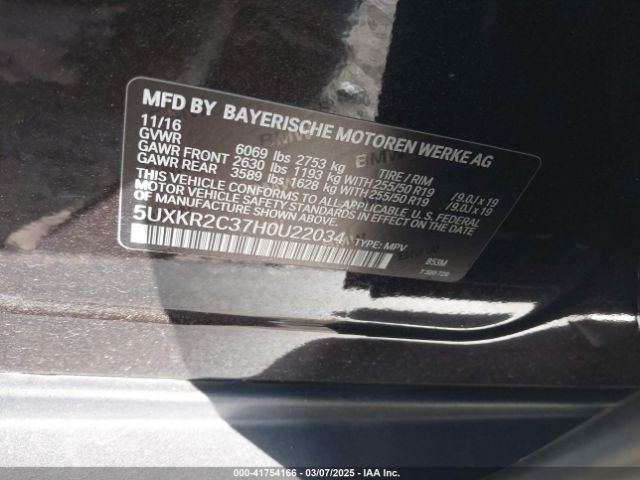 MFD BY BAYERISCHE MOTOREN WERKE AG
11/16
GVWR 6069 lbs 2753 kg TIRE / RIM
GAWR FRONT 2630 lbs 1193 kg WITH 255/50 R19 /9.0J x 19
GAWR REAR 3589 lbs 1628 kg WITH 255/50 R19 /9.0J x 19
THIS VEHICLE CONFORMS TO ALL APPLICABLE U.S. FEDERAL
MOTOR VEHICLE SAFETY STANDARDS IN EFFECT ON THE
DATE OF MANUFACTURE SHOWN ABOVE.
5UXKR2C37H0U22034 TYPE: MPV
B53M
000-41754166 - 03/07/2025 - IAA Inc.